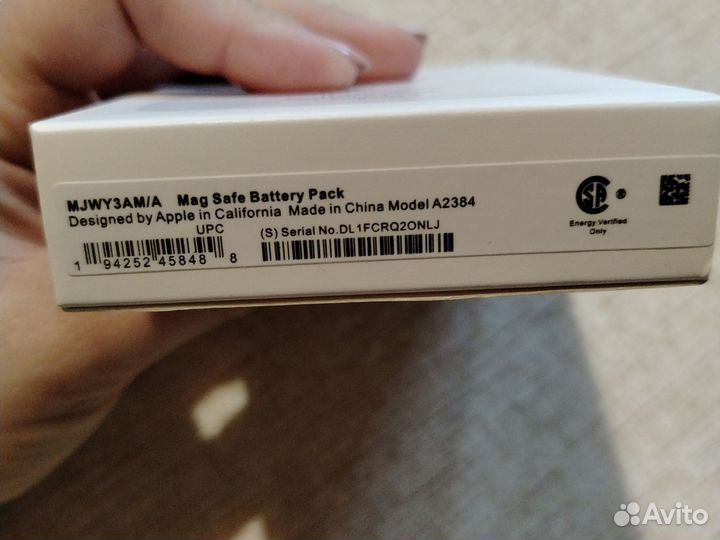 MJWY3AM/A Mag Safe Battery Pack
Designed by Apple in California Made in China Model A2384
UPC
(S) Serial No.DL1FCRQ2ONLJ
1 94252 45848 8
SA ®
Energy Verified
Only
Avito